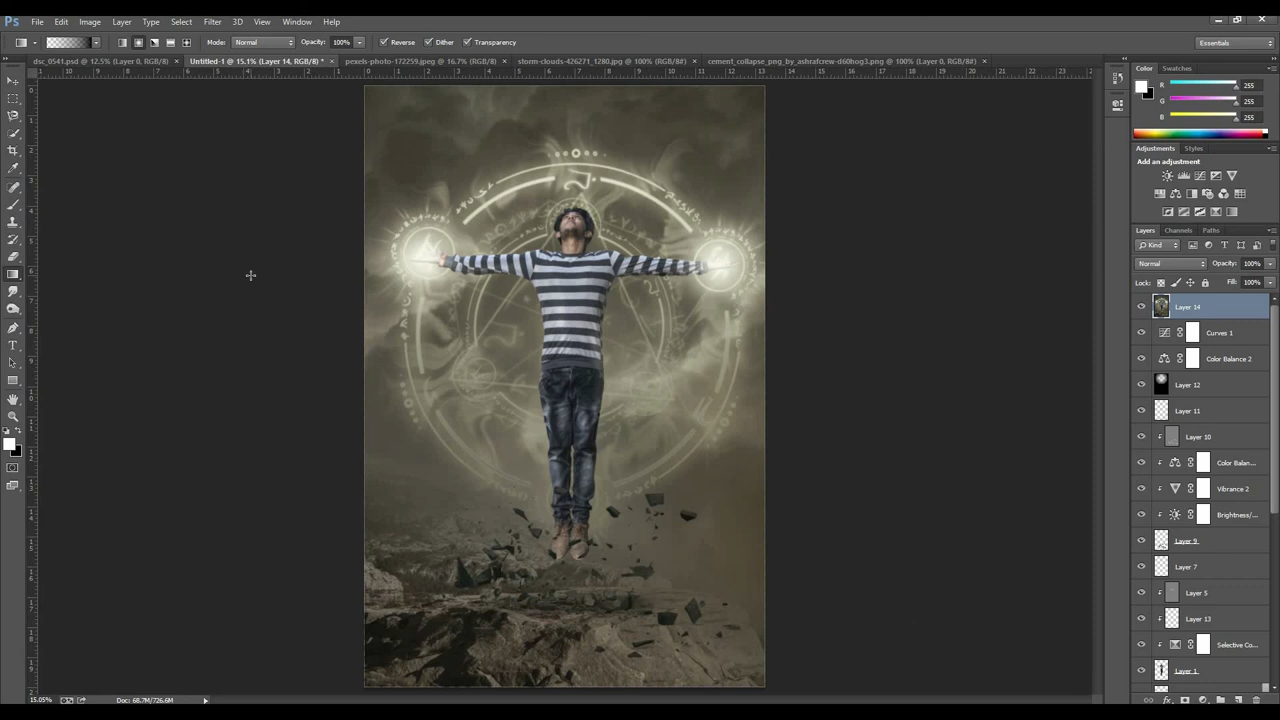 Ps File Edit Image Layer Type Select Filter 3D View Window Help
Mode: Normal Opacity: 100% Reverse Dither Transparency Essentials
dsc_0541.psd @ 12.5% (Layer 0, RGB/8) × Untitled-1 @ 15.1% (Layer 14, RGB/8) * × pexels-photo-172259.jpeg @ 16.7% (RGB/8) × storm-clouds-426271_1280.jpg @ 100% (RGB/8#) × cement_collapse_png_by_ashrafcrew-d60hog3.png @ 100% (Layer 0, RGB/8#) ×
Color Swatches
R 255
G 255
B 255
Adjustments Styles
Add an adjustment
Layers Channels Paths
Kind
Normal Opacity: 100%
Lock: Fill: 100%
Layer 14
Curves 1
Color Balance 2
Layer 12
Layer 11
Layer 10
Color Balan...
Vibrance 2
Brightness/...
Layer 9
Layer 7
Layer 5
Layer 13
Selective Co...
Layer 1
15.05% Doc: 68.7M/726.6M